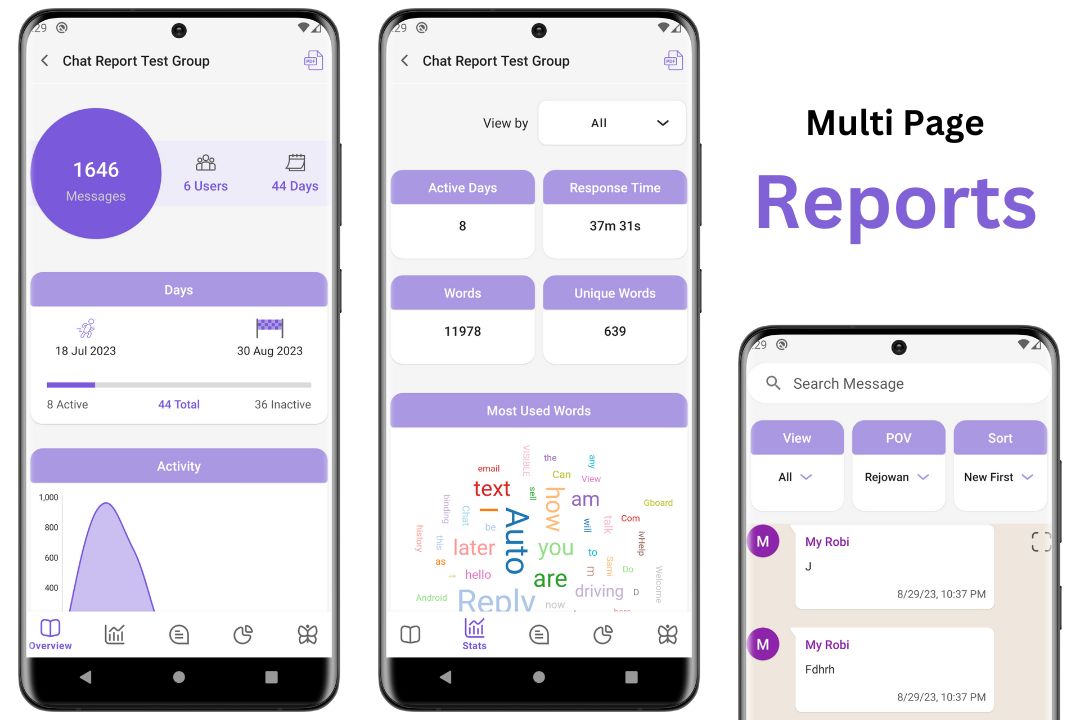 :29
Chat Report Test Group
PDF
1646
Messages
6 Users
44 Days
Days
18 Jul 2023
30 Aug 2023
8 Active
44 Total
36 Inactive
Activity
1,000
800
600
400
Overview
:29
Chat Report Test Group
PDF
View by
All
Active Days
Response Time
8
37m 31s
Words
Unique Words
11978
639
Most Used Words
VISIBLE
the
any
email
Can
View
text
sell
how
am
binding
Chat
I
Auto
Gboard
be
will
talk
Com
history
this
later
you
to
ivHelp
as
hello
are
m
Sami
Do
Welcome
Android
Reply
now
driving
D
here
Stats
Multi Page
Reports
:29
Search Message
View
POV
Sort
All
Rejowan
New First
M
My Robi
J
8/29/23, 10:37 PM
M
My Robi
Fdhrh
8/29/23, 10:37 PM